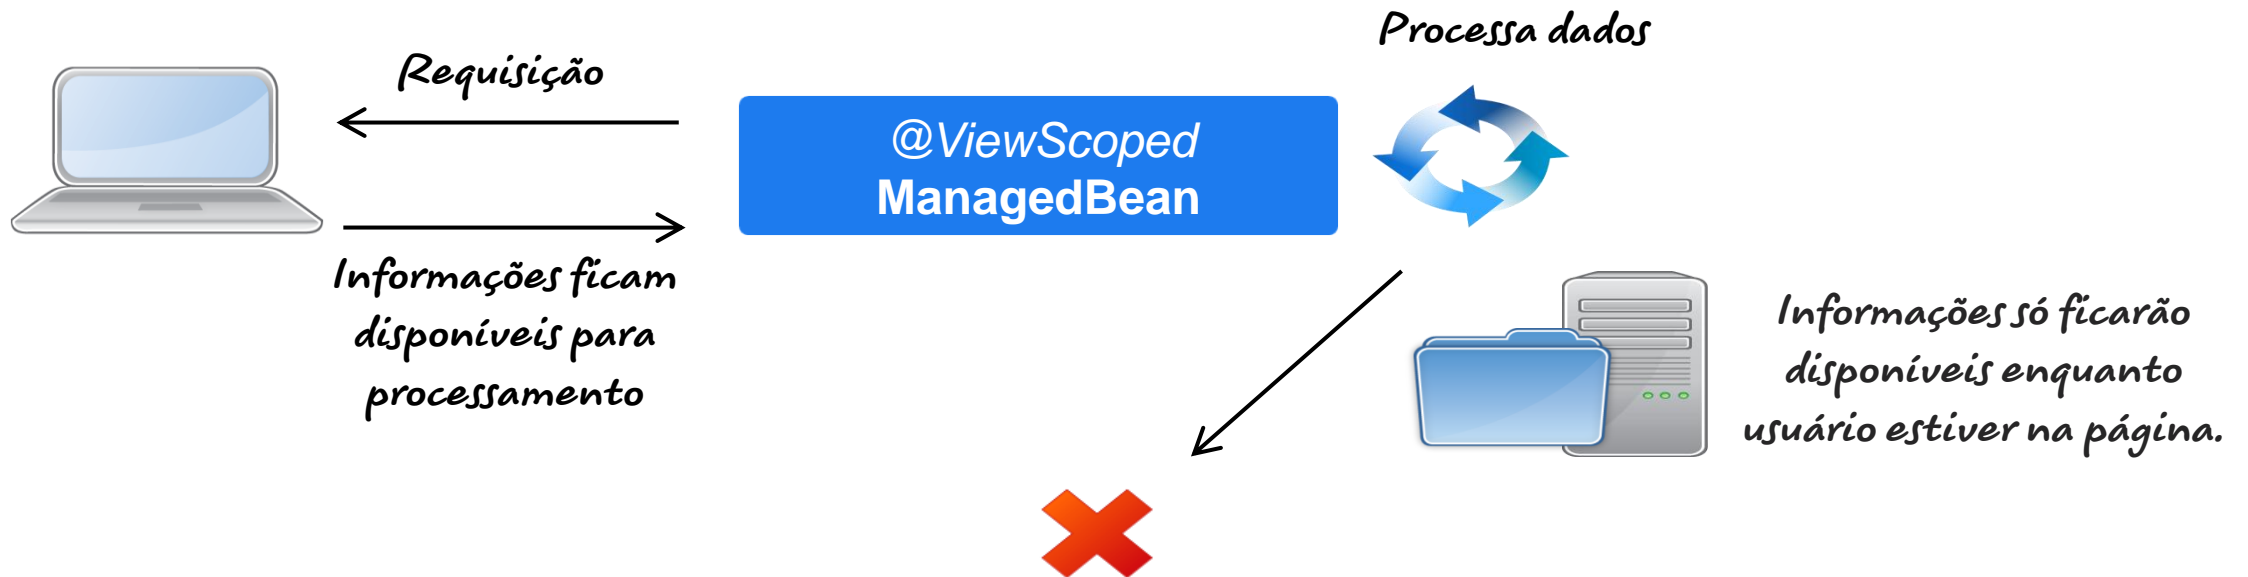 Processa dados
Requisição
@ViewScoped
ManagedBean
Informações ficam
disponíveis para
processamento
Informações só ficarão
disponíveis enquanto
usuário estiver na página.